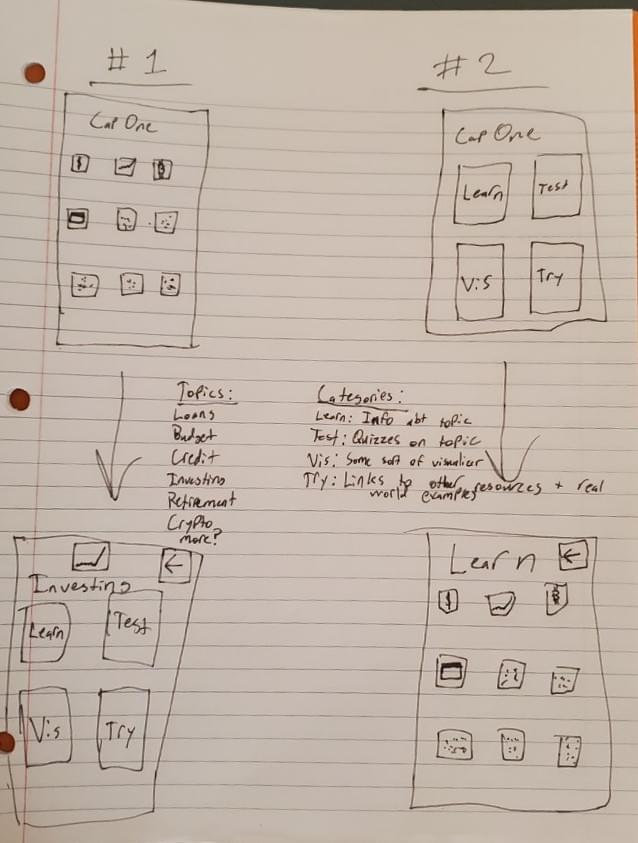 #1
#2
Cap One
Cap One
$
B
Learn
Test
Vis
Try
Topics:
Loans
Budget
Credit
Investing
Retirement
Crypto
more?
Categories:
Learn: Info abt topic
Test: Quizzes on topic
Vis: Some sort of visualizer
Try: Links to other resources + real
world examples
Investing
Learn
Test
Vis
Try
Learn
$
B